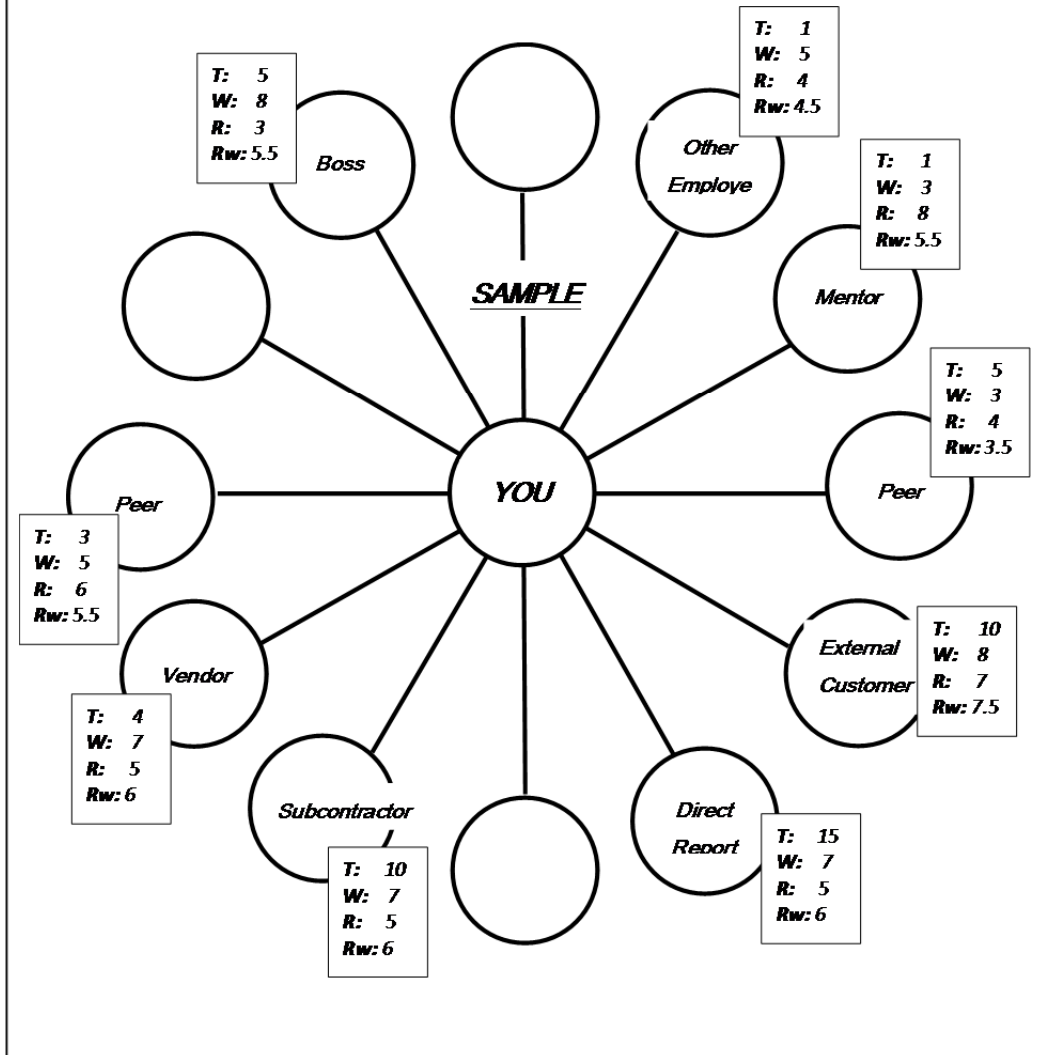 T: 5
W: 8
R: 3
Rw: 5.5
Boss
T: 1
W: 5
R: 4
Rw: 4.5
Other
Employe
T: 1
W: 3
R: 8
Rw: 5.5
Mentor
SAMPLE
T: 5
W: 3
R: 4
Rw: 3.5
Peer
YOU
Peer
T: 3
W: 5
R: 6
Rw: 5.5
External
Customer
T: 10
W: 8
R: 7
Rw: 7.5
Vendor
T: 4
W: 7
R: 5
Rw: 6
Subcontractor
T: 10
W: 7
R: 5
Rw: 6
Direct
Report
T: 15
W: 7
R: 5
Rw: 6